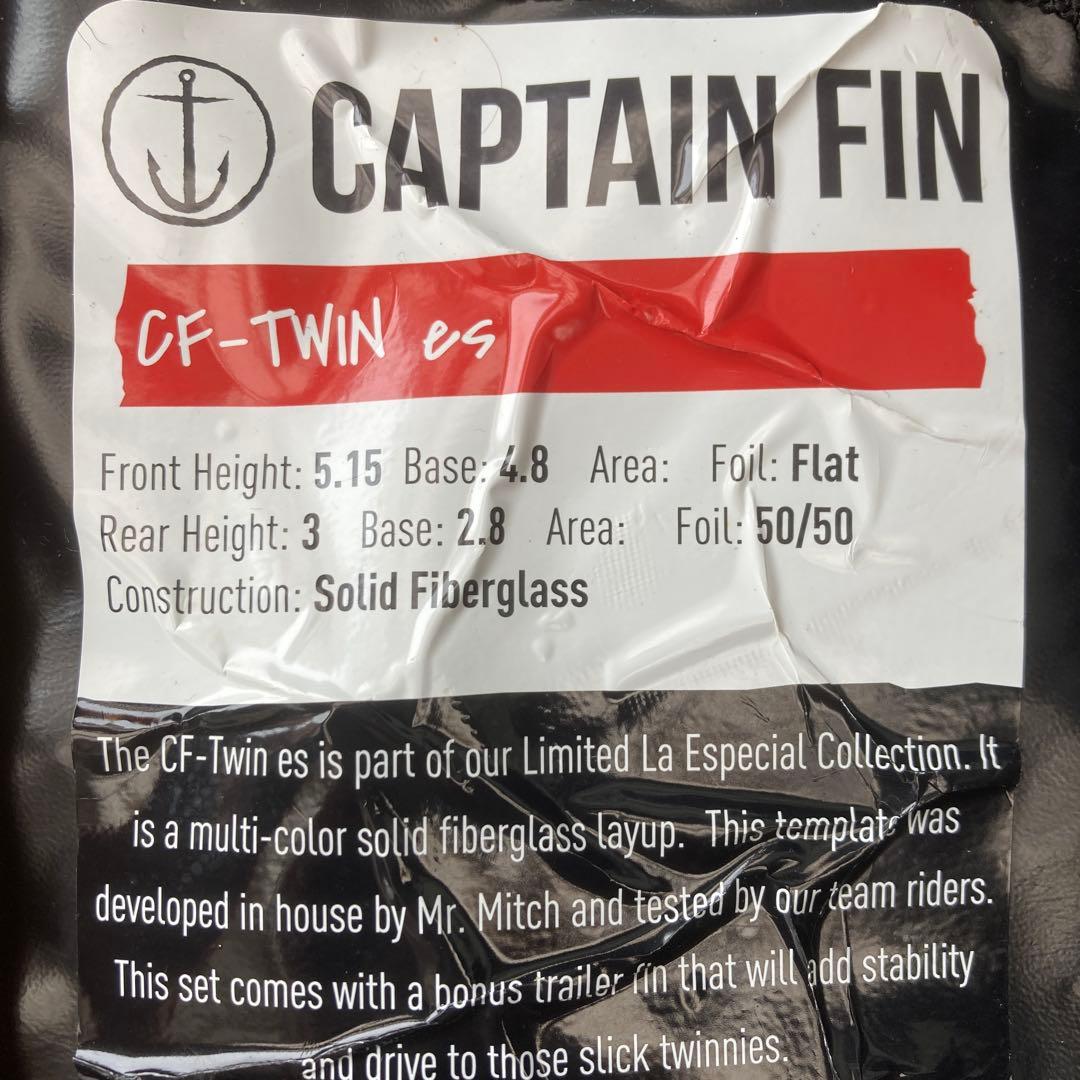 CAPTAIN FIN
CF-TWIN es
Front Height: 5.15 Base: 4.8 Area: Foil: Flat
Rear Height: 3 Base: 2.8 Area: Foil: 50/50
Construction: Solid Fiberglass
The CF-Twin es is part of our Limited La Especial Collection. It
is a multi-color solid fiberglass layup. This template was
developed in house by Mr. Mitch and tested by our team riders.
This set comes with a bonus trailer fin that will add stability
and drive to those slick twinnies.